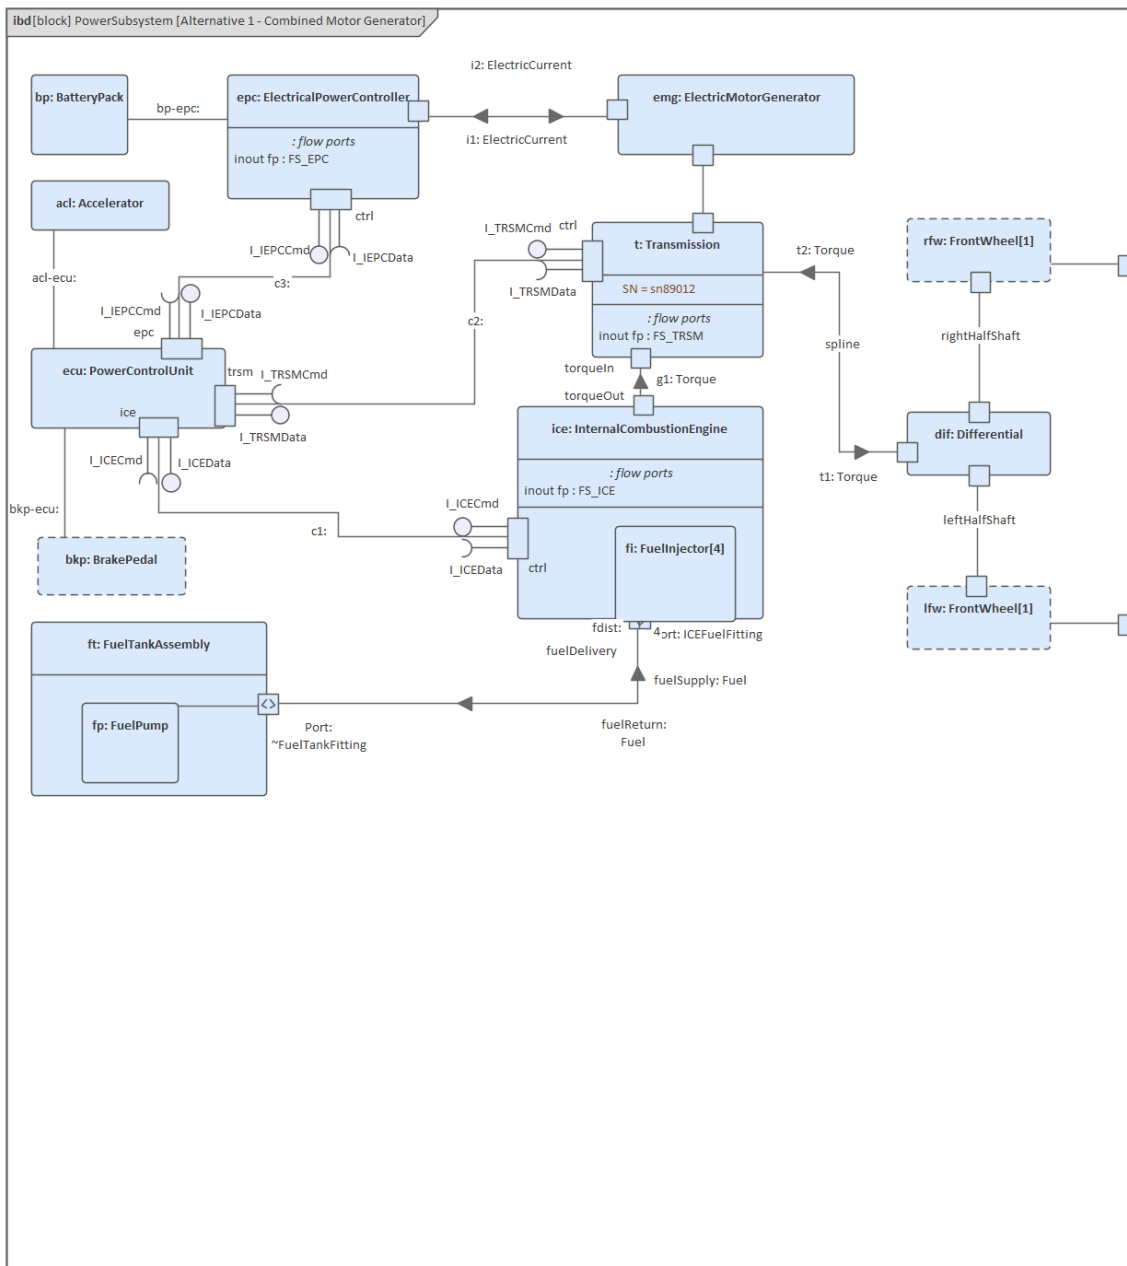 ibd [block] PowerSubsystem [Alternative 1 - Combined Motor Generator]
i2: ElectricCurrent
bp: BatteryPack
bp-epc:
epc: ElectricalPowerController
emg: ElectricMotorGenerator
i1: ElectricCurrent
: flow ports
inout fp : FS_EPC
acl: Accelerator
ctrl
I_IEPCCmd
I_IEPCData
I_TRSMCmd
ctrl
t: Transmission
t2: Torque
rfw: FrontWheel[1]
acl-ecu:
c3:
I_TRSMData
SN = sn89012
I_IEPCCmd
I_IEPCData
c2:
: flow ports
inout fp : FS_TRSM
epc
rightHalfShaft
spline
ecu: PowerControlUnit
trsm
I_TRSMCmd
torqueIn
g1: Torque
torqueOut
ice
I_TRSMData
ice: InternalCombustionEngine
dif: Differential
I_ICECmd
I_ICEData
: flow ports
inout fp : FS_ICE
t1: Torque
bkp-ecu:
I_ICECmd
leftHalfShaft
c1:
fi: FuelInjector[4]
bkp: BrakePedal
I_ICEData
ctrl
lfw: FrontWheel[1]
fdist:
4
ort: ICEFuelFitting
ft: FuelTankAssembly
fuelDelivery
fuelSupply: Fuel
fp: FuelPump
Port:
~FuelTankFitting
fuelReturn:
Fuel